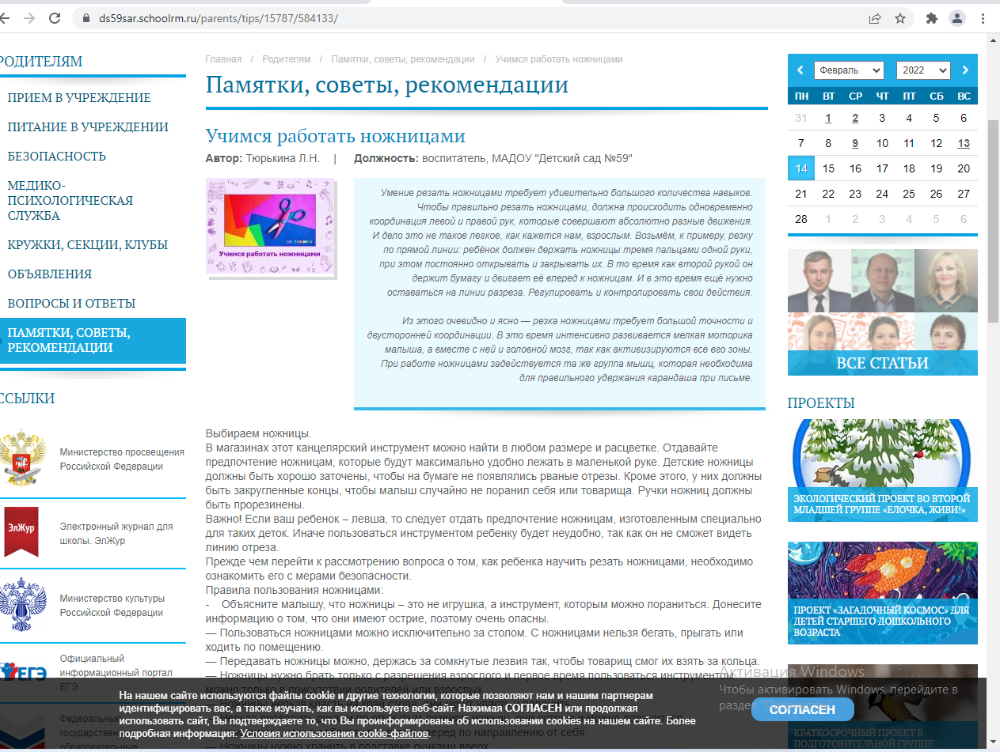 ds59sar.schoolrm.ru/parents/tips/15787/584133/
РОДИТЕЛЯМ
ПРИЕМ В УЧРЕЖДЕНИЕ
ПИТАНИЕ В УЧРЕЖДЕНИИ
БЕЗОПАСНОСТЬ
МЕДИКО-
ПСИХОЛОГИЧЕСКАЯ
СЛУЖБА
КРУЖКИ, СЕКЦИИ, КЛУБЫ
ОБЪЯВЛЕНИЯ
ВОПРОСЫ И ОТВЕТЫ
ПАМЯТКИ, СОВЕТЫ,
РЕКОМЕНДАЦИИ
ССЫЛКИ
Министерство просвещения
Российской Федерации
ЭлЖур
Электронный журнал для
школы. ЭлЖур
Министерство культуры
Российской Федерации
ЕГЭ
Официальный
информационный портал
ЕГЭ
Федеральные
государственные
образовательные
Главная / Родителям / Памятки, советы, рекомендации / Учимся работать ножницами
Памятки, советы, рекомендации
Учимся работать ножницами
Автор: Тюрькина Л.Н. | Должность: воспитатель, МАДОУ "Детский сад №59"
Учимся работать ножницами
Умение резать ножницами требует удивительно большого количества навыков.
Чтобы правильно резать ножницами, должна происходить одновременно
координация левой и правой рук, которые совершают абсолютно разные движения.
И дело это не такое легкое, как кажется нам, взрослым. Возьмём, к примеру, резку
по прямой линии: ребёнок должен держать ножницы тремя пальцами одной руки,
при этом постоянно открывать и закрывать их. В то время как второй рукой он
держит бумагу и двигает её вперед к ножницам. И в это время ещё нужно
оставаться на линии разреза. Регулировать и контролировать свои действия.
Из этого очевидно и ясно — резка ножницами требует большой точности и
двусторонней координации. В это время интенсивно развивается мелкая моторика
малыша, а вместе с ней и головной мозг, так как активизируются все его зоны.
При работе ножницами задействуется та же группа мышц, которая необходима
для правильного удержания карандаша при письме.
Выбираем ножницы.
В магазинах этот канцелярский инструмент можно найти в любом размере и расцветке. Отдавайте
предпочтение ножницам, которые будут максимально удобно лежать в маленькой руке. Детские ножницы
должны быть хорошо заточены, чтобы на бумаге не появлялись рваные отрезы. Кроме этого, у них должны
быть закругленные концы, чтобы малыш случайно не поранил себя или товарища. Ручки ножниц должны
быть прорезинены.
Важно! Если ваш ребенок – левша, то следует отдать предпочтение ножницам, изготовленным специально
для таких деток. Иначе пользоваться инструментом ребенку будет неудобно, так как он не сможет видеть
линию отреза.
Прежде чем перейти к рассмотрению вопроса о том, как ребенка научить резать ножницами, необходимо
ознакомить его с мерами безопасности.
Правила пользования ножницами:
- Объясните малышу, что ножницы – это не игрушка, а инструмент, которым можно пораниться. Донесите
информацию о том, что они имеют острие, поэтому очень опасны.
— Пользоваться ножницами можно исключительно за столом. С ножницами нельзя бегать, прыгать или
ходить по помещению.
— Передавать ножницы можно, держась за сомкнутые лезвия так, чтобы товарищ смог их взять за кольца.
— Ножницы нужно брать только с разрешения взрослого и первое время пользоваться инструментом
можно только в присутствии родителей или взрослых.
— Ножницы нужно хранить в подставке ручками вверх.
Февраль 2022
ПН ВТ СР ЧТ ПТ СБ ВС
31 1 2 3 4 5 6
7 8 9 10 11 12 13
14 15 16 17 18 19 20
21 22 23 24 25 26 27
28 1 2 3 4 5 6
ВСЕ СТАТЬИ
ПРОЕКТЫ
ЭКОЛОГИЧЕСКИЙ ПРОЕКТ ВО ВТОРОЙ
МЛАДШЕЙ ГРУППЕ «ЕЛОЧКА, ЖИВИ!»
ПРОЕКТ «ЗАГАДОЧНЫЙ КОСМОС» ДЛЯ
ДЕТЕЙ СТАРШЕГО ДОШКОЛЬНОГО
ВОЗРАСТА
КРАТКОСРОЧНЫЙ ПРОЕКТ В
ПОДГОТОВИТЕЛЬНОЙ ГРУППЕ
Активация Windows
Чтобы активировать Windows, перейдите в
раздел "Параметры".
На нашем сайте используются файлы cookie и другие технологии, которые позволяют нам и нашим партнерам
идентифицировать вас, а также изучить, как вы используете веб-сайт. Нажимая СОГЛАСЕН или продолжая
использовать сайт, Вы подтверждаете то, что Вы проинформированы об использовании cookies на нашем сайте. Более
подробная информация: Условия использования cookie-файлов.
СОГЛАСЕН